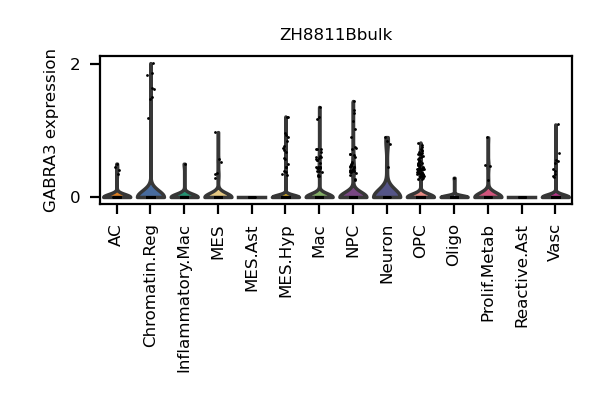 ZH8811Bbulk
GABRA3 expression
2
0
AC
Chromatin.Reg
Inflammatory.Mac
MES
MES.Ast
MES.Hyp
Mac
NPC
Neuron
OPC
Oligo
Prolif.Metab
Reactive.Ast
Vasc